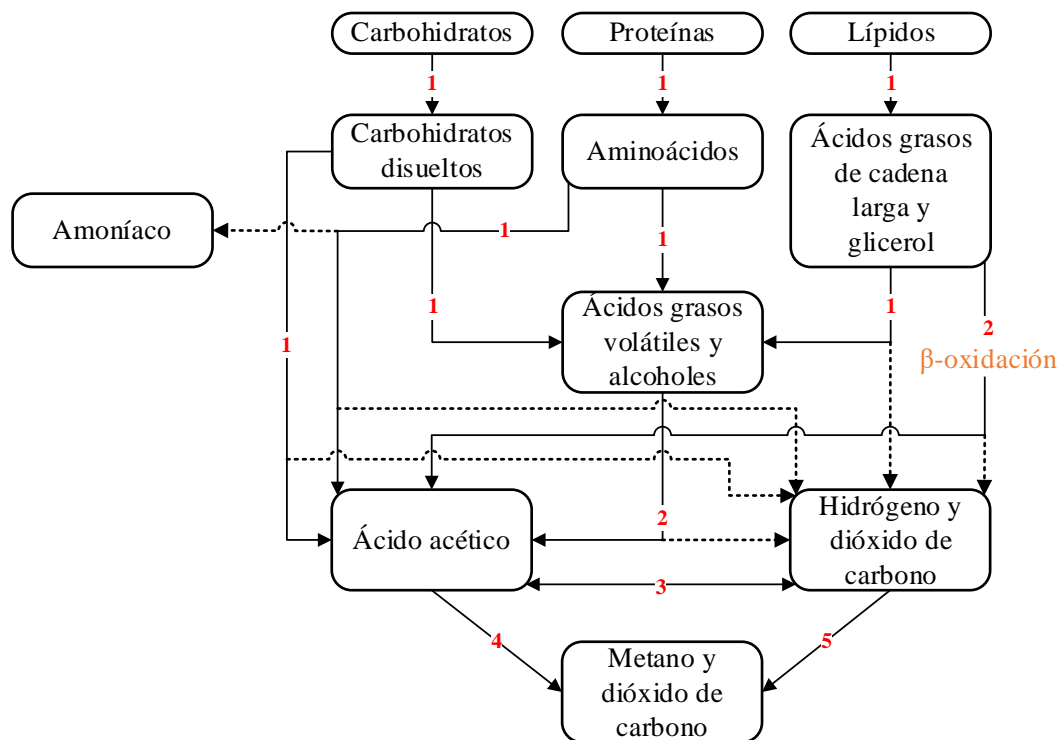 Carbohidratos
Proteínas
Lípidos
1
1
1
Carbohidratos
disueltos
Aminoácidos
Ácidos grasos
de cadena
larga y
glicerol
Amoníaco
1
1
1
1
1
Ácidos grasos
volátiles y
alcoholes
2
β-oxidación
2
Ácido acético
Hidrógeno y
dióxido de
carbono
3
4
5
Metano y
dióxido de
carbono